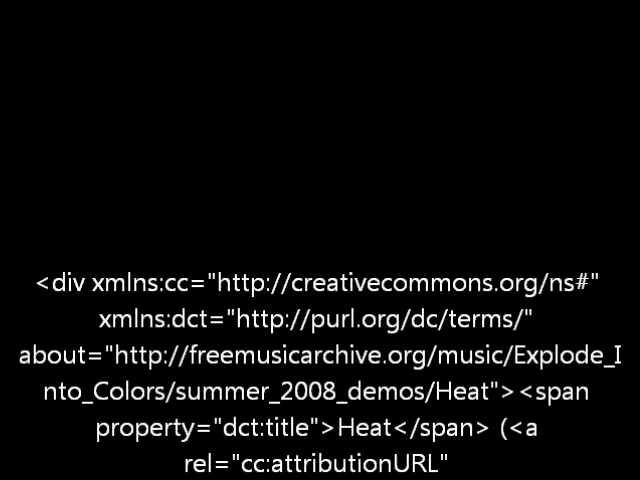 <div xmlns:cc="http://creativecommons.org/ns#"
xmlns:dct="http://purl.org/dc/terms/"
about="http://freemusicarchive.org/music/Explode_I
nto_Colors/summer_2008_demos/Heat"><span
property="dct:title">Heat</span> (<a
rel="cc:attributionURL"